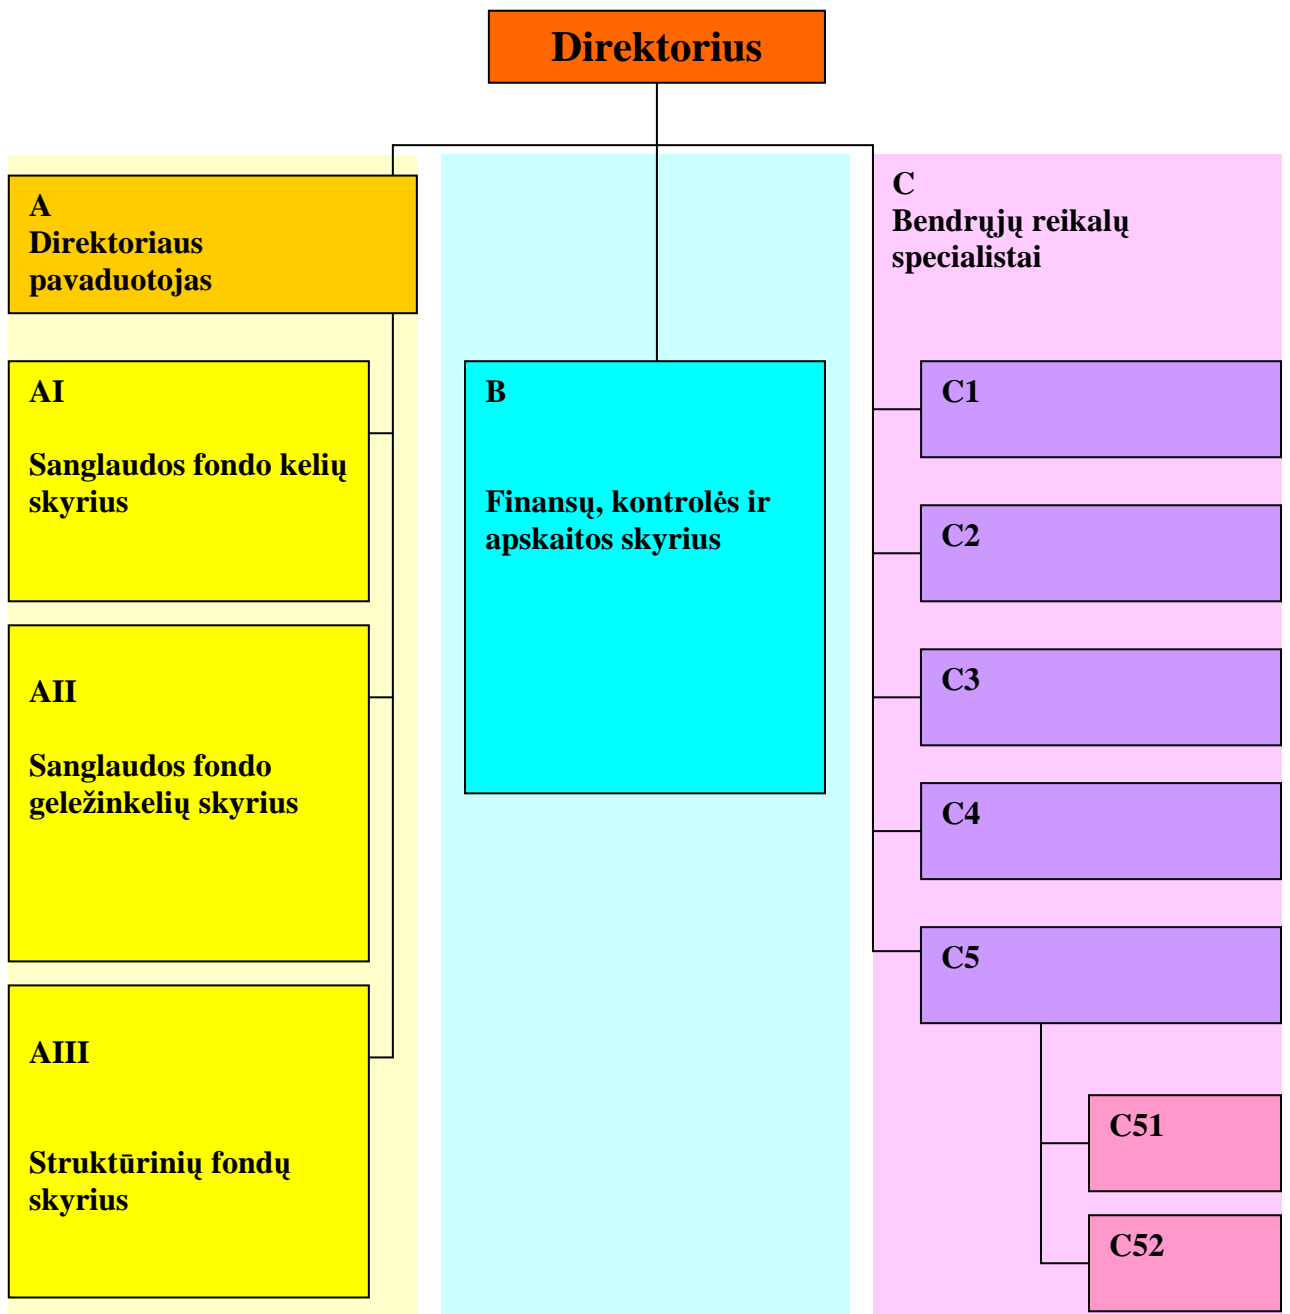 Direktorius
A
Direktoriaus
pavaduotojas
AI
Sanglaudos fondo kelių
skyrius
AII
Sanglaudos fondo
geležinkelių skyrius
AIII
Struktūrinių fondų
skyrius
B
Finansų, kontrolės ir
apskaitos skyrius
C
Bendrųjų reikalų
specialistai
C1
C2
C3
C4
C5
C51
C52